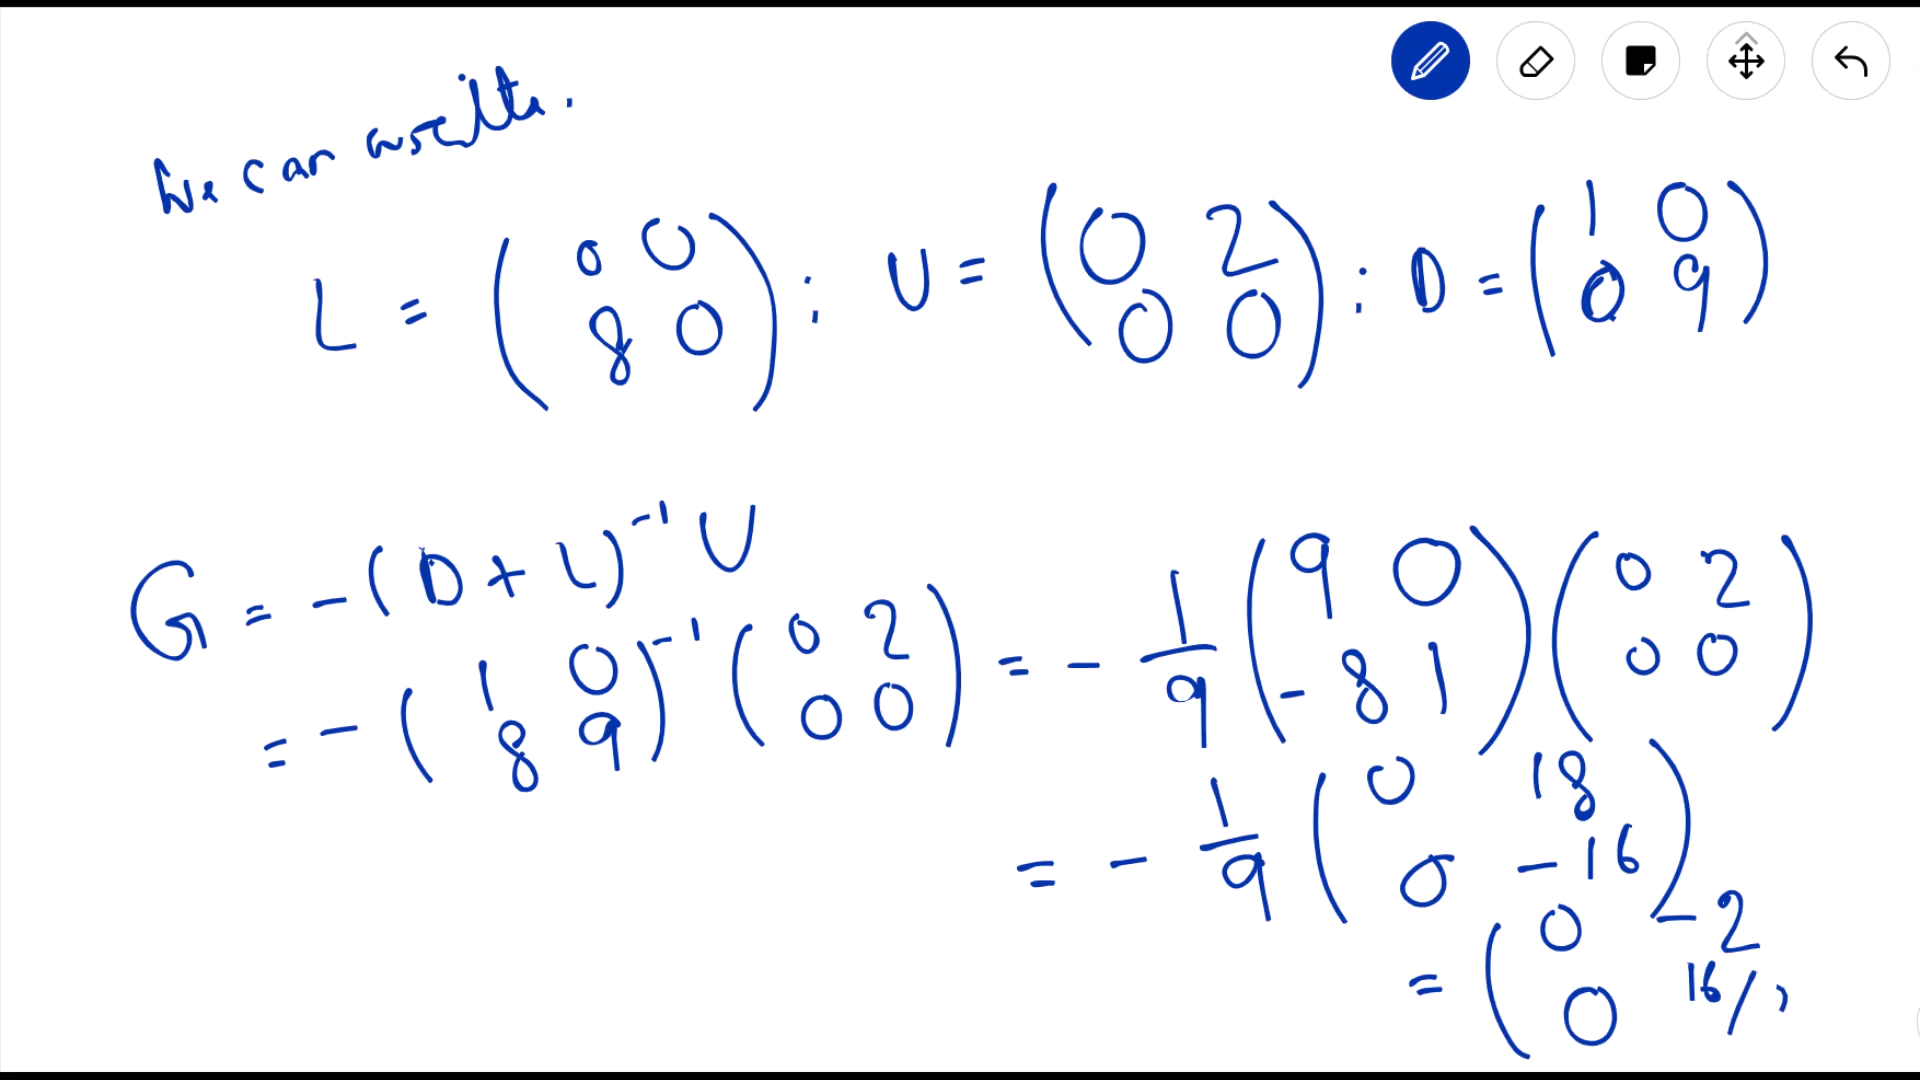 We can write.
L = ( 0 0 ; 8 0 ) ; U = ( 0 2 ; 0 0 ) ; D = ( 1 0 ; 0 9 )
G = - (D + L)⁻¹ U
= - ( 1 0 ; 8 9 )⁻¹ ( 0 2 ; 0 0 ) = - 1/9 ( 9 0 ; -8 1 ) ( 0 2 ; 0 0 )
= - 1/9 ( 0 18 ; 0 -16 )
= ( 0 -2 ; 0 16/